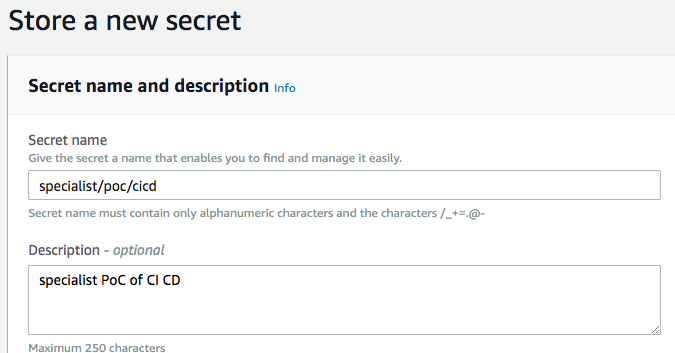 Store a new secret
Secret name and description Info
Secret name
Give the secret a name that enables you to find and manage it easily.
specialist/poc/cicd
Secret name must contain only alphanumeric characters and the characters /_+=.@-
Description - optional
specialist PoC of CI CD
Maximum 250 characters